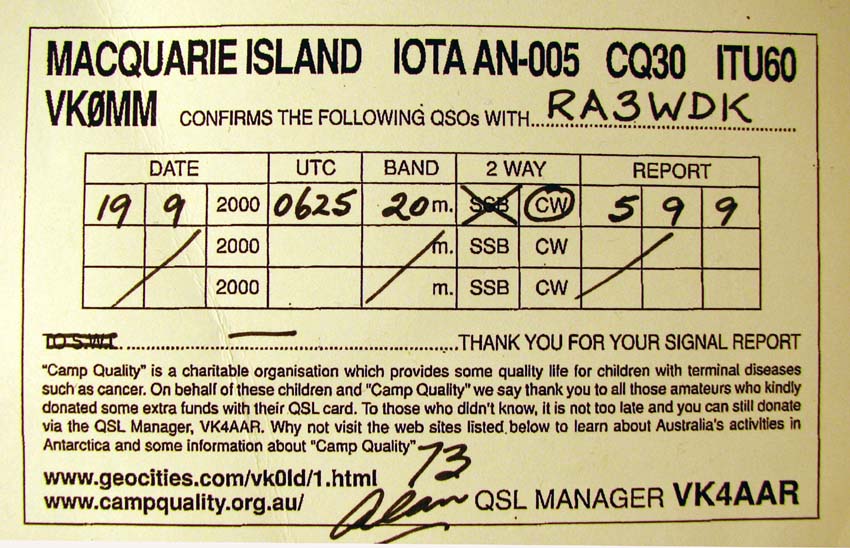 MACQUARIE ISLAND IOTA AN-005 CQ30 ITU60
VKØMM CONFIRMS THE FOLLOWING QSOs WITH...RA3WDK
DATE UTC BAND 2 WAY REPORT
19 9 2000 0625 20 m. SSB CW 5 9 9
2000 m. SSB CW
2000 m. SSB CW
TO S.W.L ........................................THANK YOU FOR YOUR SIGNAL REPORT
"Camp Quality" is a charitable organisation which provides some quality life for children with terminal diseases
such as cancer. On behalf of these children and "Camp Quality" we say thank you to all those amateurs who kindly
donated some extra funds with their QSL card. To those who didn't know, it is not too late and you can still donate
via the QSL Manager, VK4AAR. Why not visit the web sites listed below to learn about Australia's activities in
Antarctica and some information about "Camp Quality"
73
www.geocities.com/vk0ld/1.html
www.campquality.org.au/ Alan QSL MANAGER VK4AAR